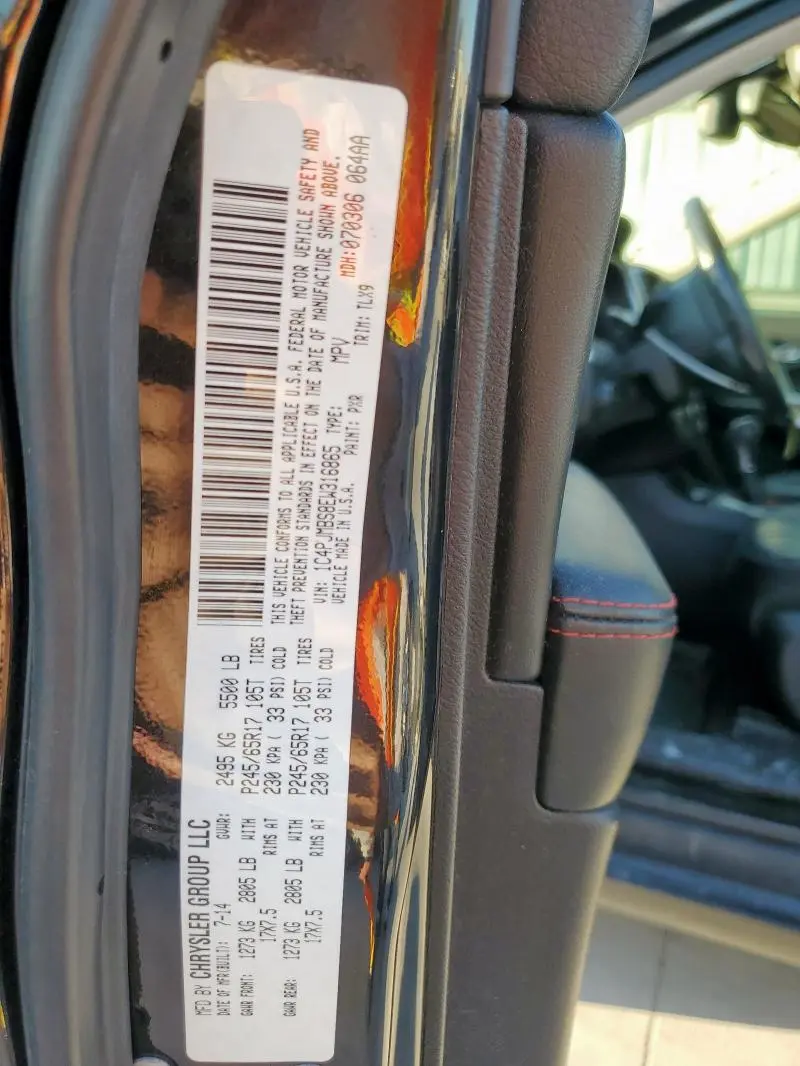 MFD BY CHRYSLER GROUP LLC
DATE OF MFR(BUILT): 7-14 GVWR: 2495 KG 5500 LB
GAWR FRONT: 1273 KG 2805 LB WITH P245/65R17 105T TIRES
17X7.5 RIMS AT 230 KPA ( 33 PSI) COLD
GAWR REAR: 1273 KG 2805 LB WITH P245/65R17 105T TIRES
17X7.5 RIMS AT 230 KPA ( 33 PSI) COLD
THIS VEHICLE CONFORMS TO ALL APPLICABLE U.S.A. FEDERAL MOTOR VEHICLE SAFETY AND
THEFT PREVENTION STANDARDS IN EFFECT ON THE DATE OF MANUFACTURE SHOWN ABOVE.
VIN: 1C4PJMBS8EW316865 TYPE: MPV
VEHICLE MADE IN U.S.A. PAINT: PXR TRIM: TLX9
MDH:070306 064AA